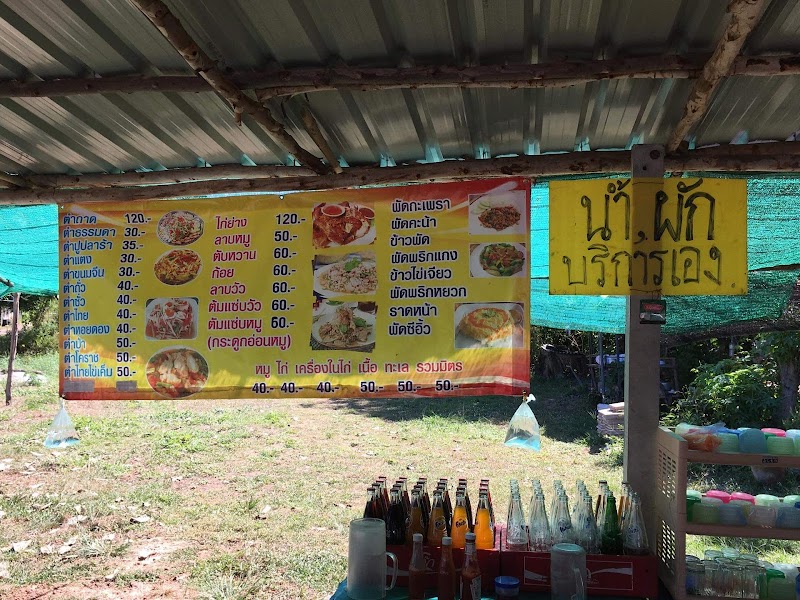 ตำถาด 120.-
ตำธรรมดา 30.-
ตำปูปลาร้า 35.-
ตำแตง 30.-
ตำขนมจีน 30.-
ตำถั่ว 40.-
ตำซั่ว 40.-
ตำไทย 40.-
ตำหอยดอง 40.-
ตำป่า 50.-
ตำโคราช 50.-
ตำไทยไข่เค็ม 50.-
ไก่ย่าง 120.-
ลาบหมู 50.-
ตับหวาน 60.-
ก้อย 60.-
ลาบวัว 60.-
ต้มแซ่บวัว 60.-
ต้มแซ่บหมู 60.-
(กระดูกอ่อนหมู)
ผัดกะเพรา
ผัดคะน้า
ข้าวผัด
ผัดพริกแกง
ข้าวไข่เจียว
ผัดพริกหยวก
ราดหน้า
ผัดซีอิ้ว
หมู ไก่ เครื่องในไก่ เนื้อ ทะเล รวมมิตร
40.- 40.- 40.- 50.- 50.- 50.-
น้ำ,ผัก
บริการเอง